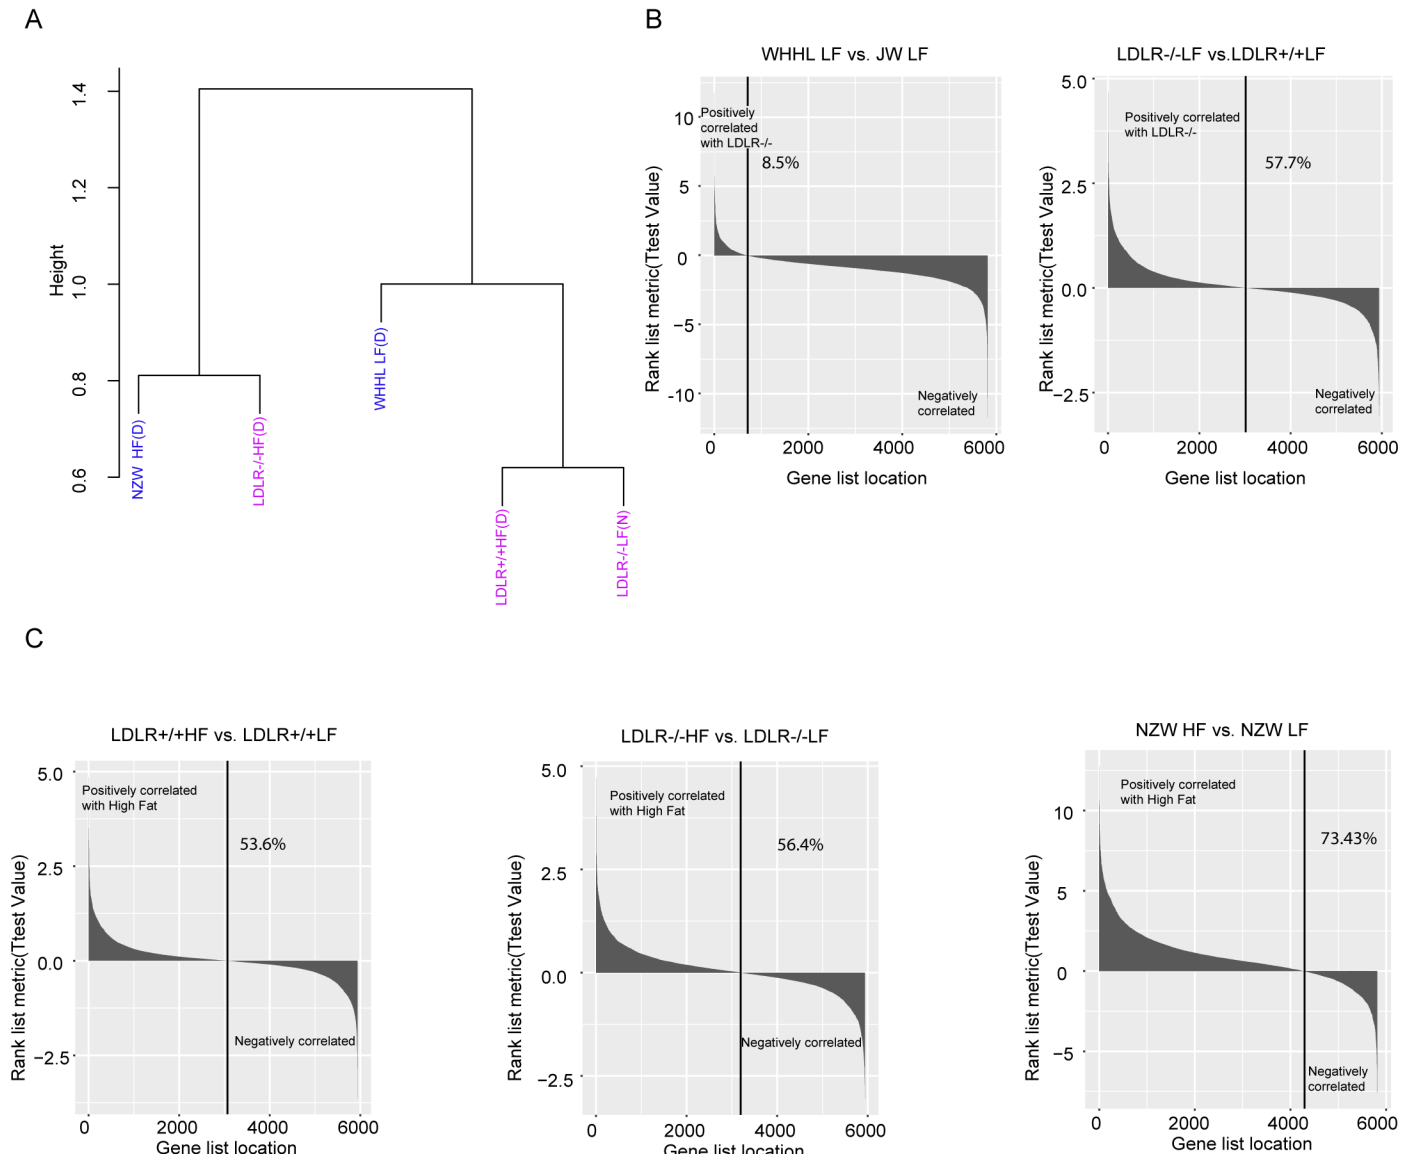 A
Height
1.4
1.2
1.0
0.8
0.6
NZW HF(D)
LDLR-/-HF(D)
WHHL LF(D)
LDLR+/+HF(D)
LDLR-/-LF(N)
B
WHHL LF vs. JW LF
Rank list metric(Ttest Value)
10
5
0
−5
-10
Positively
correlated
with LDLR-/-
8.5%
Negatively
correlated
0
2000
4000
6000
Gene list location
LDLR-/-LF vs.LDLR+/+LF
Rank list metric(Ttest Value)
5.0
2.5
0.0
−2.5
Positively correlated
with LDLR-/-
57.7%
Negatively
correlated
0
2000
4000
6000
Gene list location
C
LDLR+/+HF vs. LDLR+/+LF
Rank list metric(Ttest Value)
5.0
2.5
0.0
−2.5
Positively correlated
with High Fat
53.6%
Negatively correlated
0
2000
4000
6000
Gene list location
LDLR-/-HF vs. LDLR-/-LF
Rank list metric(Ttest Value)
5.0
2.5
0.0
−2.5
Positively correlated
with High Fat
56.4%
Negatively correlated
0
2000
4000
6000
Gene list location
NZW HF vs. NZW LF
Rank list metric(Ttest Value)
10
5
0
−5
Positively correlated
with High Fat
73.43%
Negatively
correlated
0
2000
4000
6000
Gene list location